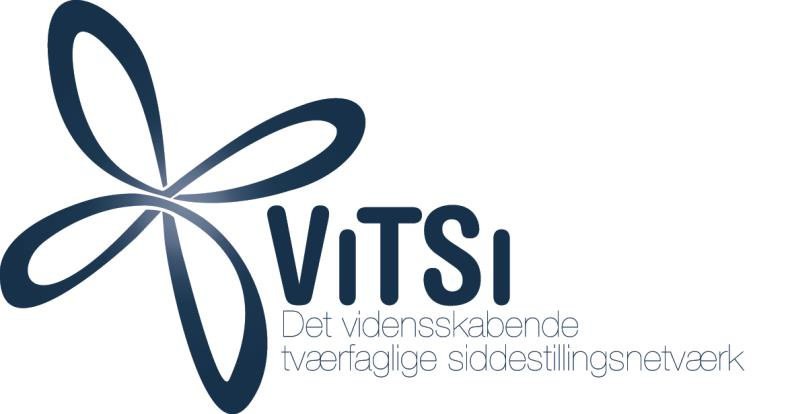 ViTSi
Det vidensskabende
tværfaglige siddestillingsnetværk